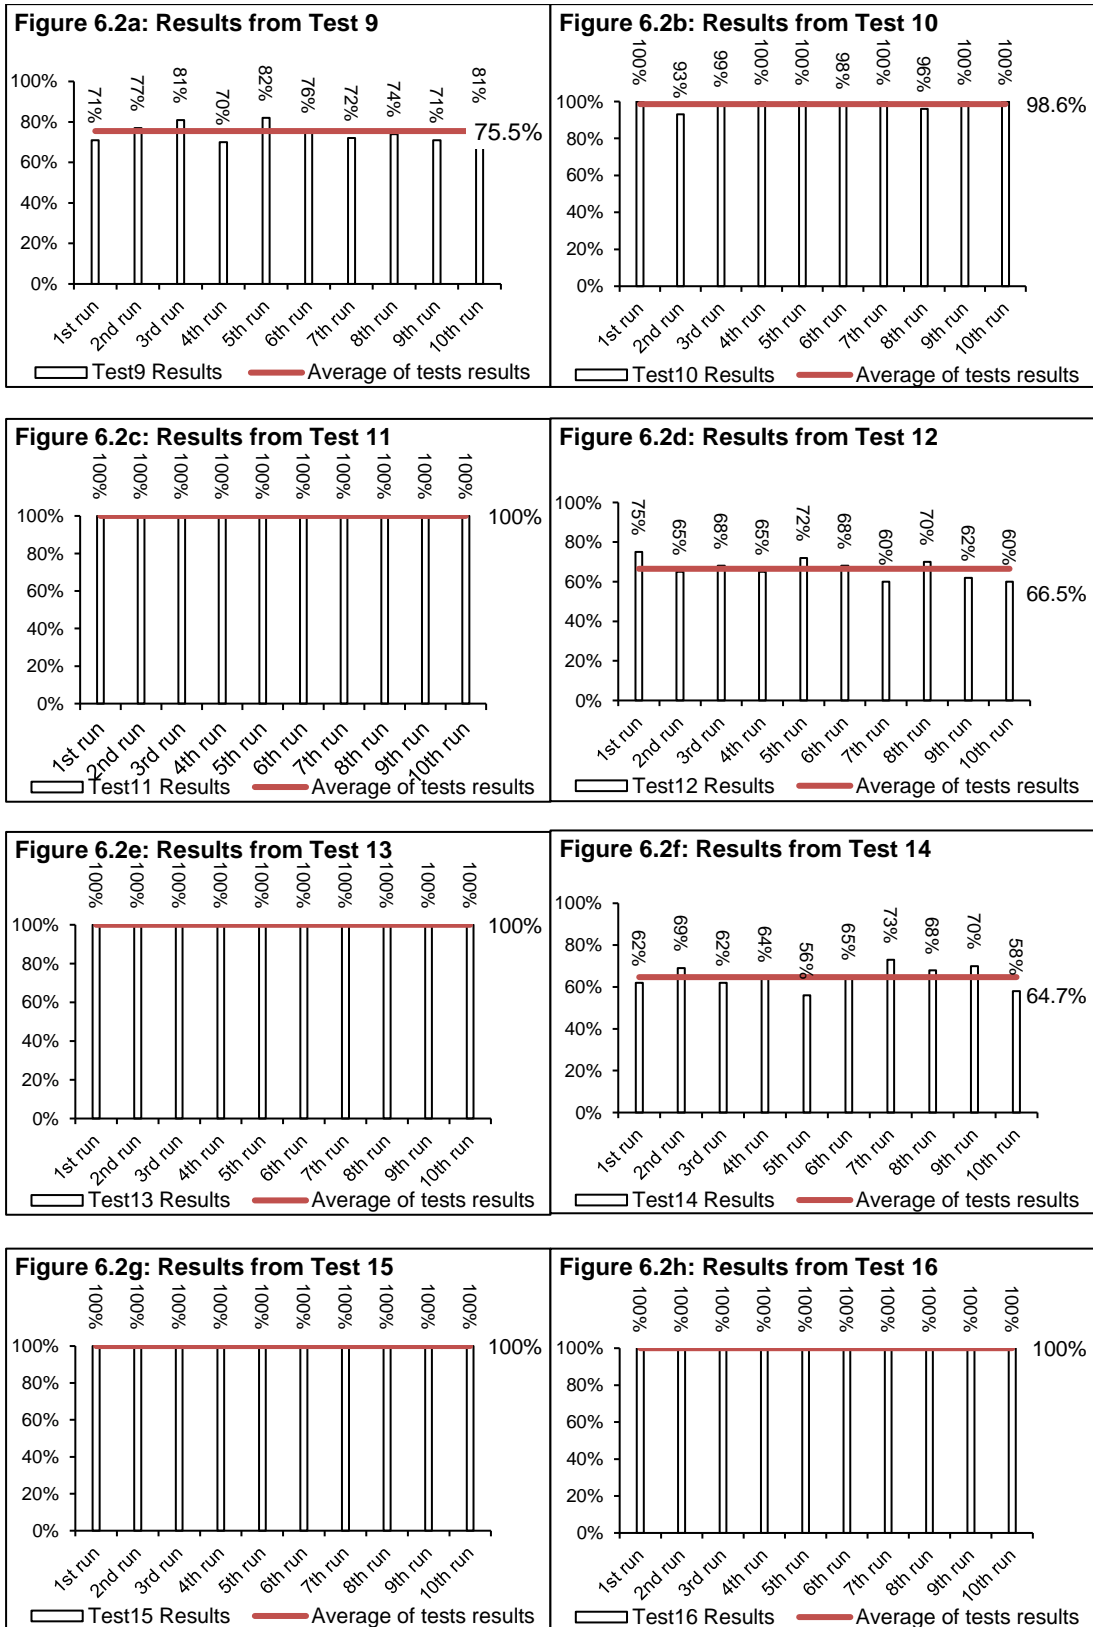 Figure 6.2a: Results from Test 9
71% 77% 81% 70% 82% 76% 72% 74% 71% 81%
100%
80%
60%
40%
20%
0%
75.5%
1st run 2nd run 3rd run 4th run 5th run 6th run 7th run 8th run 9th run 10th run
Test9 Results Average of tests results
Figure 6.2b: Results from Test 10
100% 93% 99% 100% 100% 98% 100% 96% 100% 100%
100%
80%
60%
40%
20%
0%
98.6%
1st run 2nd run 3rd run 4th run 5th run 6th run 7th run 8th run 9th run 10th run
Test10 Results Average of tests results
Figure 6.2c: Results from Test 11
100% 100% 100% 100% 100% 100% 100% 100% 100% 100%
100%
80%
60%
40%
20%
0%
100%
1st run 2nd run 3rd run 4th run 5th run 6th run 7th run 8th run 9th run 10th run
Test11 Results Average of tests results
Figure 6.2d: Results from Test 12
75% 65% 68% 65% 72% 68% 60% 70% 62% 60%
100%
80%
60%
40%
20%
0%
66.5%
1st run 2nd run 3rd run 4th run 5th run 6th run 7th run 8th run 9th run 10th run
Test12 Results Average of tests results
Figure 6.2e: Results from Test 13
100% 100% 100% 100% 100% 100% 100% 100% 100% 100%
100%
80%
60%
40%
20%
0%
100%
1st run 2nd run 3rd run 4th run 5th run 6th run 7th run 8th run 9th run 10th run
Test13 Results Average of tests results
Figure 6.2f: Results from Test 14
62% 69% 62% 64% 56% 65% 73% 68% 70% 58%
100%
80%
60%
40%
20%
0%
64.7%
1st run 2nd run 3rd run 4th run 5th run 6th run 7th run 8th run 9th run 10th run
Test14 Results Average of tests results
Figure 6.2g: Results from Test 15
100% 100% 100% 100% 100% 100% 100% 100% 100% 100%
100%
80%
60%
40%
20%
0%
100%
1st run 2nd run 3rd run 4th run 5th run 6th run 7th run 8th run 9th run 10th run
Test15 Results Average of tests results
Figure 6.2h: Results from Test 16
100% 100% 100% 100% 100% 100% 100% 100% 100% 100%
100%
80%
60%
40%
20%
0%
100%
1st run 2nd run 3rd run 4th run 5th run 6th run 7th run 8th run 9th run 10th run
Test16 Results Average of tests results